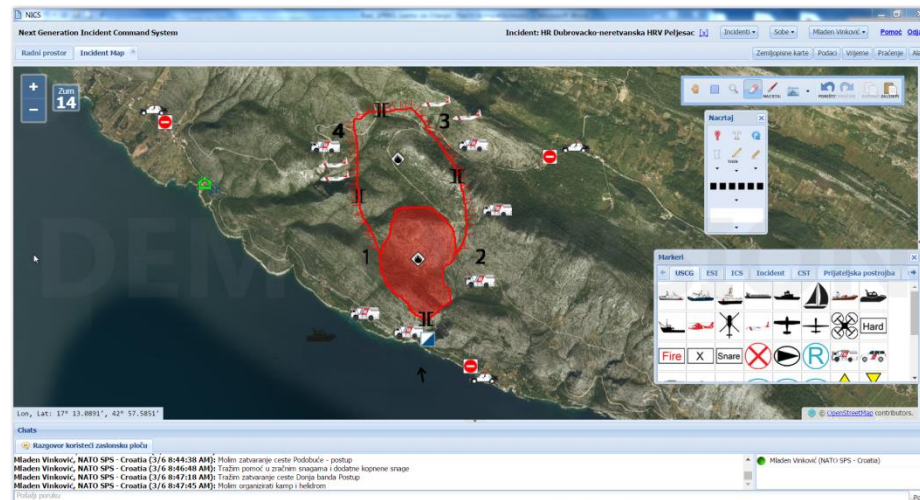 NICS
Next Generation Incident Command System
Incident: HR Dubrovacko-neretvanska HRV Peljesac [x]
Incidenti
Sobe
Mladen Vinković
Pomoć
Radni prostor
Incident Map
Zemljopisne karte
Podaci
Vrijeme
Praćenje
+
-
Zum
14
NACRTAJ
Nacrtaj
4
3
1
2
Markeri
USCG
ESI
ICS
Incident
CST
Prijateljska postrojba
Hard
Fire
X
Snare
R
Lon, Lat: 17° 13.0891', 42° 57.5851'
© OpenStreetMap contributors.
Chats
Razgovor koristeći zaslonsku ploču
Mladen Vinković, NATO SPS - Croatia (3/6 8:44:38 AM): Molim zatvaranje ceste Podobuče - postup
Mladen Vinković, NATO SPS - Croatia (3/6 8:46:48 AM): Tražim pomoć u zračnim snagama i dodatne kopnene snage
Mladen Vinković, NATO SPS - Croatia (3/6 8:47:18 AM): Tražim zatvaranje ceste Donja banda Postup
Mladen Vinković, NATO SPS - Croatia (3/6 8:47:45 AM): Molim organizirati kamp i helidrom
Mladen Vinković (NATO SPS - Croatia)
Pošalji poruku